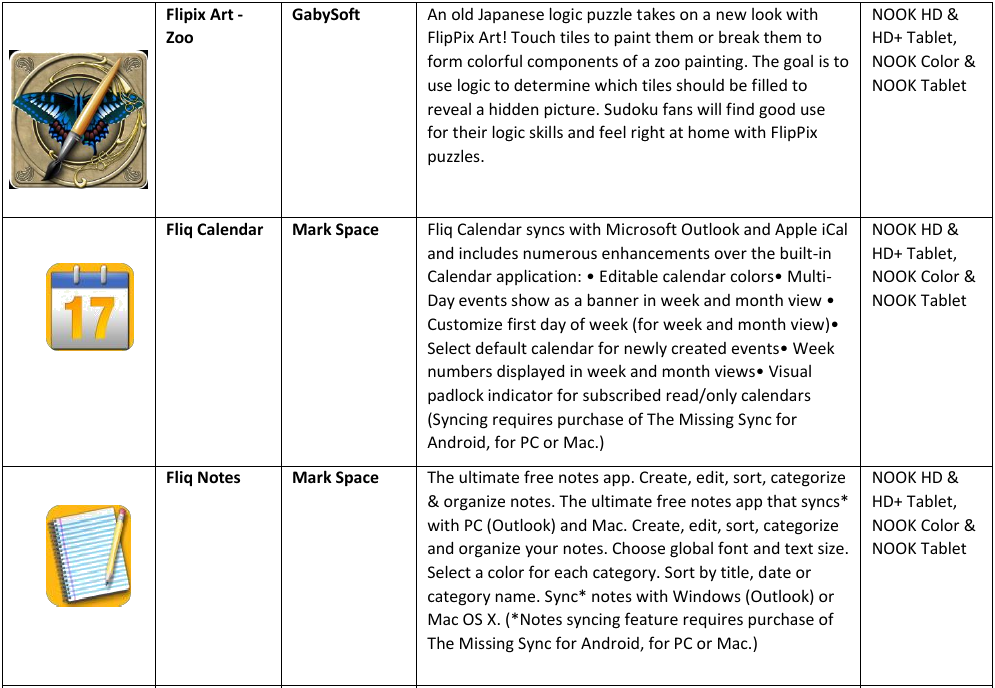 Flipix Art -
Zoo
GabySoft
An old Japanese logic puzzle takes on a new look with
FlipPix Art! Touch tiles to paint them or break them to
form colorful components of a zoo painting. The goal is to
use logic to determine which tiles should be filled to
reveal a hidden picture. Sudoku fans will find good use
for their logic skills and feel right at home with FlipPix
puzzles.
NOOK HD &
HD+ Tablet,
NOOK Color &
NOOK Tablet
17
Fliq Calendar
Mark Space
Fliq Calendar syncs with Microsoft Outlook and Apple iCal
and includes numerous enhancements over the built-in
Calendar application: • Editable calendar colors• Multi-
Day events show as a banner in week and month view •
Customize first day of week (for week and month view)•
Select default calendar for newly created events• Week
numbers displayed in week and month views• Visual
padlock indicator for subscribed read/only calendars
(Syncing requires purchase of The Missing Sync for
Android, for PC or Mac.)
NOOK HD &
HD+ Tablet,
NOOK Color &
NOOK Tablet
Fliq Notes
Mark Space
The ultimate free notes app. Create, edit, sort, categorize
& organize notes. The ultimate free notes app that syncs*
with PC (Outlook) and Mac. Create, edit, sort, categorize
and organize your notes. Choose global font and text size.
Select a color for each category. Sort by title, date or
category name. Sync* notes with Windows (Outlook) or
Mac OS X. (*Notes syncing feature requires purchase of
The Missing Sync for Android, for PC or Mac.)
NOOK HD &
HD+ Tablet,
NOOK Color &
NOOK Tablet